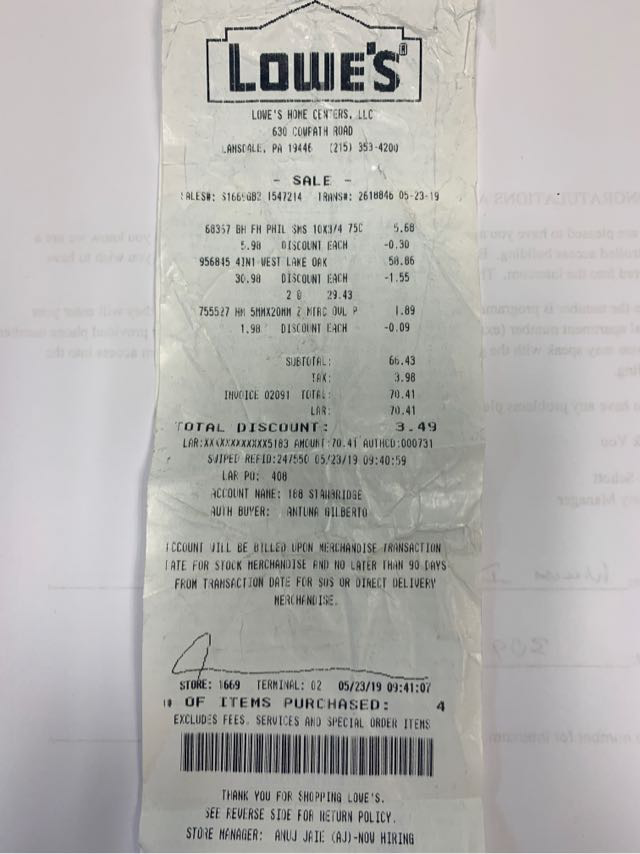 LOWE'S®
LOWE'S HOME CENTERS, LLC
630 COWPATH ROAD
LANSDALE, PA 19446 (215) 353-4200
- SALE -
SALES#: S1669GB2 1547214 TRANS#: 2618846 05-23-19
68357 BH FH PHIL SMS 10X3/4 75C 5.68
5.98 DISCOUNT EACH -0.30
956845 4IN1 WEST LAKE OAK 58.86
30.98 DISCOUNT EACH -1.55
2 @ 29.43
755527 HM 5MMX20MM 2 MTRC OVL P 1.89
1.98 DISCOUNT EACH -0.09
SUBTOTAL: 66.43
TAX: 3.98
INVOICE 02091 TOTAL: 70.41
LAR: 70.41
TOTAL DISCOUNT: 3.49
LAR:XXXXXXXXXXXX5183 AMOUNT:70.41 AUTHCD:000731
SWIPED REFID:247550 05/23/19 09:40:59
LAR PO: 408
ACCOUNT NAME: 168 STANBRIDGE
AUTH BUYER: ANTUNA GILBERTO
ACCOUNT WILL BE BILLED UPON MERCHANDISE TRANSACTION
DATE FOR STOCK MERCHANDISE AND NO LATER THAN 90 DAYS
FROM TRANSACTION DATE FOR SOS OR DIRECT DELIVERY
MERCHANDISE.
STORE: 1669 TERMINAL: 02 05/23/19 09:41:07
# OF ITEMS PURCHASED: 4
EXCLUDES FEES, SERVICES AND SPECIAL ORDER ITEMS
THANK YOU FOR SHOPPING LOWE'S.
SEE REVERSE SIDE FOR RETURN POLICY.
STORE MANAGER: ANUJ JAIE (AJ)-NOW HIRING